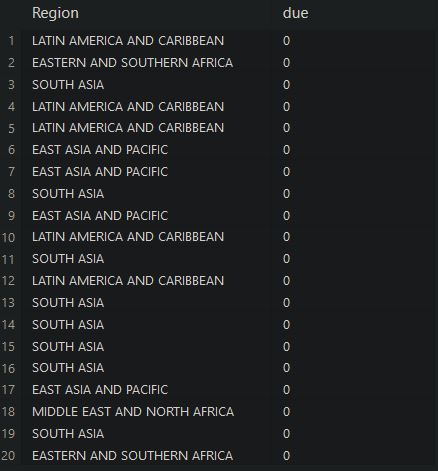 Region due
1 LATIN AMERICA AND CARIBBEAN 0
2 EASTERN AND SOUTHERN AFRICA 0
3 SOUTH ASIA 0
4 LATIN AMERICA AND CARIBBEAN 0
5 LATIN AMERICA AND CARIBBEAN 0
6 EAST ASIA AND PACIFIC 0
7 EAST ASIA AND PACIFIC 0
8 SOUTH ASIA 0
9 EAST ASIA AND PACIFIC 0
10 LATIN AMERICA AND CARIBBEAN 0
11 SOUTH ASIA 0
12 LATIN AMERICA AND CARIBBEAN 0
13 SOUTH ASIA 0
14 SOUTH ASIA 0
15 SOUTH ASIA 0
16 SOUTH ASIA 0
17 EAST ASIA AND PACIFIC 0
18 MIDDLE EAST AND NORTH AFRICA 0
19 SOUTH ASIA 0
20 EASTERN AND SOUTHERN AFRICA 0